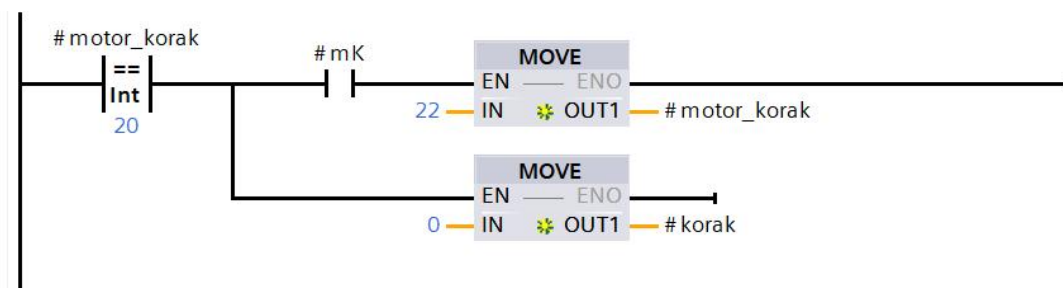 #motor_korak
==
Int
20
#mK
MOVE
EN ENO
22 IN OUT1 #motor_korak
MOVE
EN ENO
0 IN OUT1 #korak